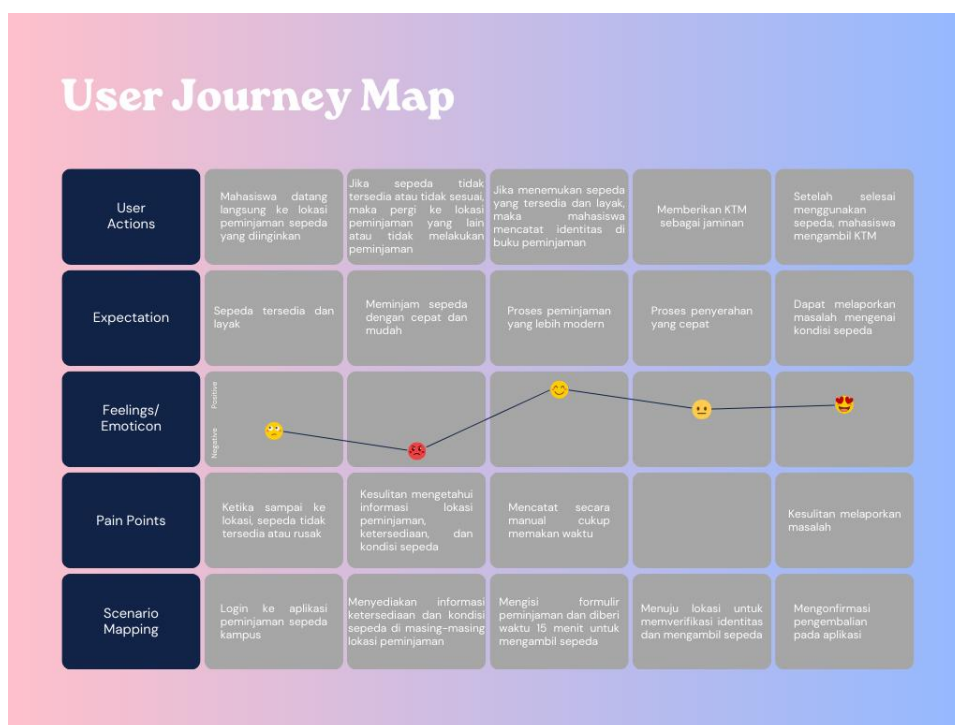 User Journey Map
User
Actions
Mahasiswa datang
langsung ke lokasi
peminjaman sepeda
yang diinginkan
Jika sepeda tidak
tersedia atau tidak sesuai,
maka pergi ke lokasi
peminjaman yang lain
atau tidak melakukan
peminjaman
Jika menemukan sepeda
yang tersedia dan layak,
maka mahasiswa
mencatat identitas di
buku peminjaman
Memberikan KTM
sebagai jaminan
Setelah selesai
menggunakan
sepeda, mahasiswa
mengambil KTM
Expectation
Sepeda tersedia dan
layak
Meminjam sepeda
dengan cepat dan
mudah
Proses peminjaman
yang lebih modern
Proses penyerahan
yang cepat
Dapat melaporkan
masalah mengenai
kondisi sepeda
Feelings/
Emoticon
Positive
Negative
Pain Points
Ketika sampai ke
lokasi, sepeda tidak
tersedia atau rusak
Kesulitan mengetahui
informasi lokasi
peminjaman,
ketersediaan, dan
kondisi sepeda
Mencatat secara
manual cukup
memakan waktu
Kesulitan melaporkan
masalah
Scenario
Mapping
Login ke aplikasi
peminjaman sepeda
kampus
Menyediakan informasi
ketersediaan dan kondisi
sepeda di masing-masing
lokasi peminjaman
Mengisi formulir
peminjaman dan diberi
waktu 15 menit untuk
mengambil sepeda
Menuju lokasi untuk
memverifikasi identitas
dan mengambil sepeda
Mengonfirmasi
pengembalian
pada aplikasi